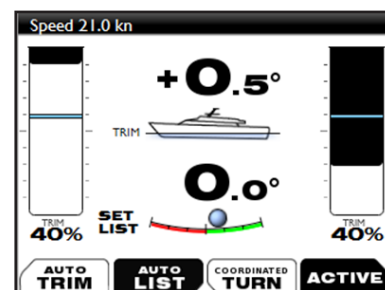 Speed 21.0 kn
+0.5°
TRIM
0.0°
SET
LIST
TRIM
40%
TRIM
40%
AUTO
TRIM
AUTO
LIST
COORDINATED
TURN
ACTIVE